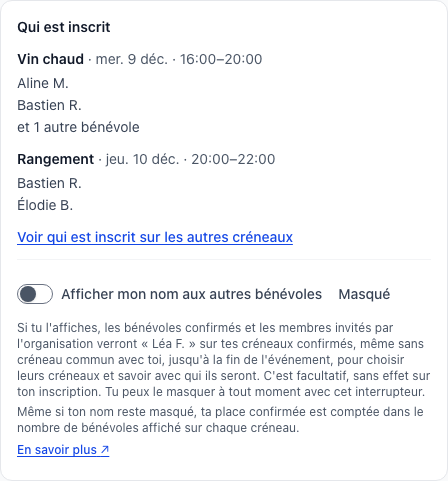 Qui est inscrit
Vin chaud · mer. 9 déc. · 16:00–20:00
Aline M.
Bastien R.
et 1 autre bénévole
Rangement · jeu. 10 déc. · 20:00–22:00
Bastien R.
Élodie B.
Voir qui est inscrit sur les autres créneaux
Afficher mon nom aux autres bénévoles Masqué
Si tu l'affiches, les bénévoles confirmés et les membres invités par
l'organisation verront « Léa F. » sur tes créneaux confirmés, même sans
créneau commun avec toi, jusqu'à la fin de l'événement, pour choisir
leurs créneaux et savoir avec qui ils seront. C'est facultatif, sans effet sur
ton inscription. Tu peux le masquer à tout moment avec cet interrupteur.
Même si ton nom reste masqué, ta place confirmée est comptée dans le
nombre de bénévoles affiché sur chaque créneau.
En savoir plus ↗